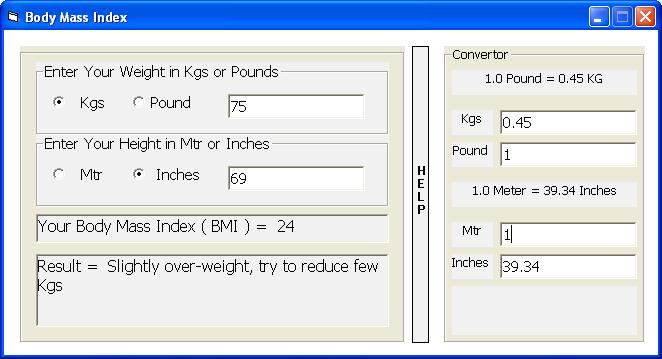 Body Mass Index
Enter Your Weight in Kgs or Pounds
Kgs Pound 75
Enter Your Height in Mtr or Inches
Mtr Inches 69
Your Body Mass Index ( BMI ) = 24
Result = Slightly over-weight, try to reduce few
Kgs
H
E
L
P
Convertor
1.0 Pound = 0.45 KG
Kgs 0.45
Pound 1
1.0 Meter = 39.34 Inches
Mtr 1
Inches 39.34